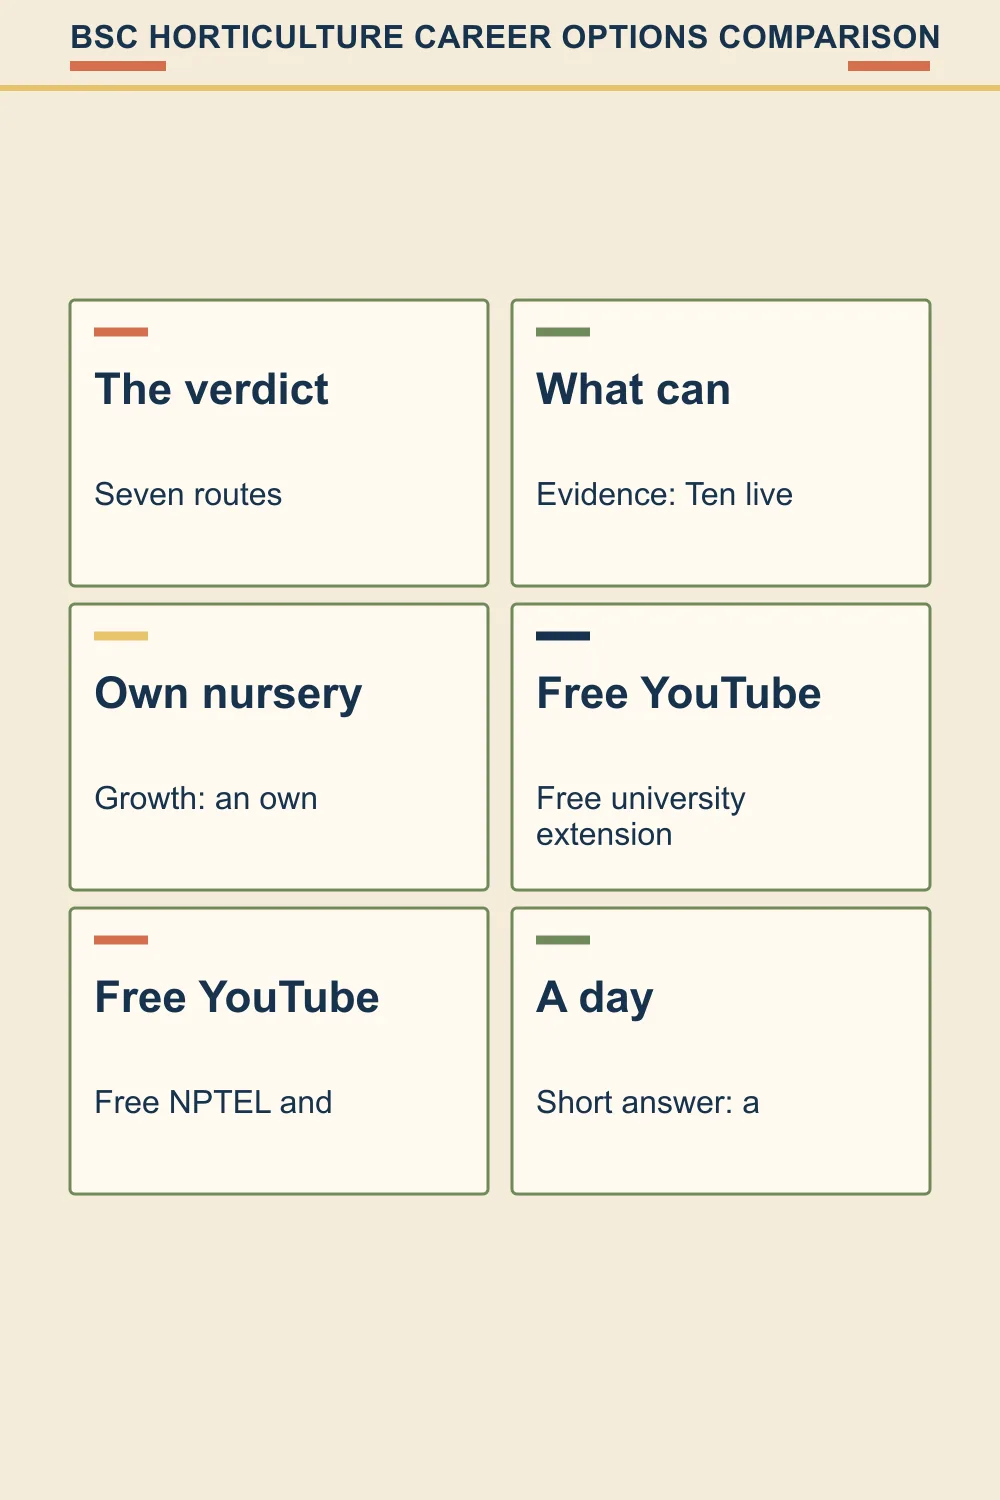 BSC HORTICULTURE CAREER OPTIONS COMPARISON
The verdict
Seven routes
What can
Evidence: Ten live
Own nursery
Growth: an own
Free YouTube
Free university
extension
Free YouTube
Free NPTEL and
A day
Short answer: a